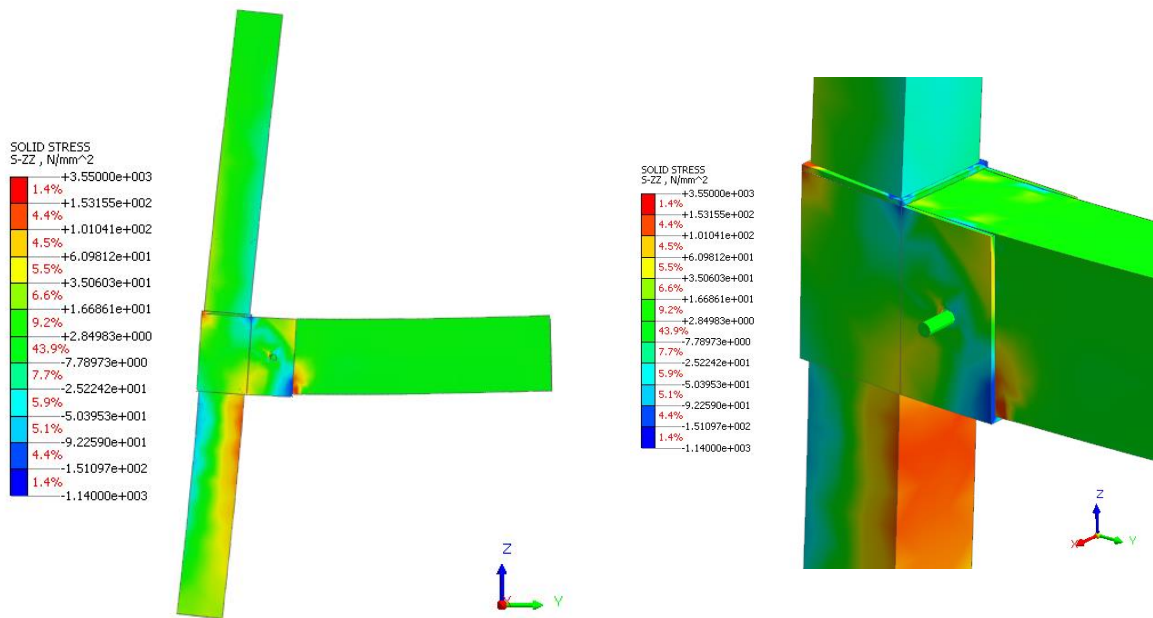 SOLID STRESS
S-ZZ , N/mm^2
+3.55000e+003
1.4%
+1.53155e+002
4.4%
+1.01041e+002
4.5%
+6.09812e+001
5.5%
+3.50603e+001
6.6%
+1.66861e+001
9.2%
+2.84983e+000
43.9%
-7.78973e+000
7.7%
-2.52242e+001
5.9%
-5.03953e+001
5.1%
-9.22590e+001
4.4%
-1.51097e+002
1.4%
-1.14000e+003
Z
Y
SOLID STRESS
S-ZZ , N/mm^2
+3.55000e+003
1.4%
+1.53155e+002
4.4%
+1.01041e+002
4.5%
+6.09812e+001
5.5%
+3.50603e+001
6.6%
+1.66861e+001
9.2%
+2.84983e+000
43.9%
-7.78973e+000
7.7%
-2.52242e+001
5.9%
-5.03953e+001
5.1%
-9.22590e+001
4.4%
-1.51097e+002
1.4%
-1.14000e+003
Z
X
Y